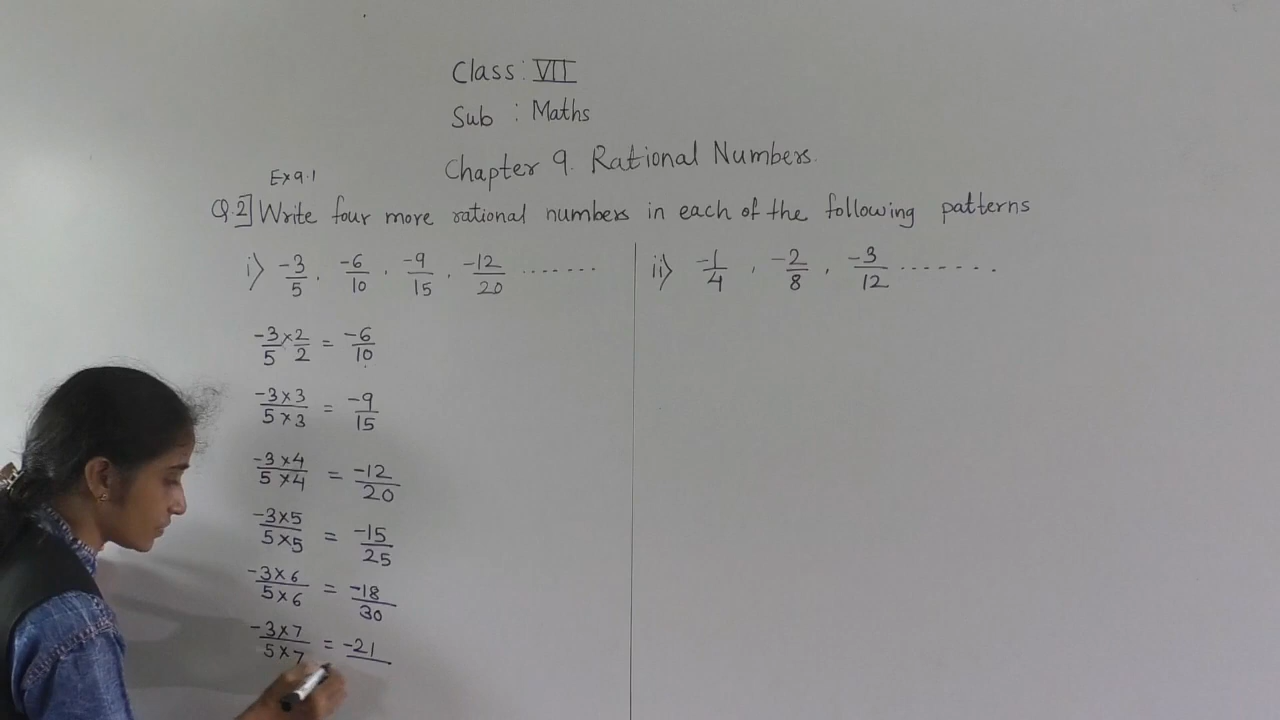 Class: VII
Sub : Maths
Chapter 9. Rational Numbers.
Ex 9.1
Q.2] Write four more rational numbers in each of the following patterns
i) -3/5, -6/10, -9/15, -12/20 .......
ii) -1/4, -2/8, -3/12 ........
-3/5 × 2/2 = -6/10
-3×3/5×3 = -9/15
-3×4/5×4 = -12/20
-3×5/5×5 = -15/25
-3×6/5×6 = -18/30
-3×7/5×7 = -21/